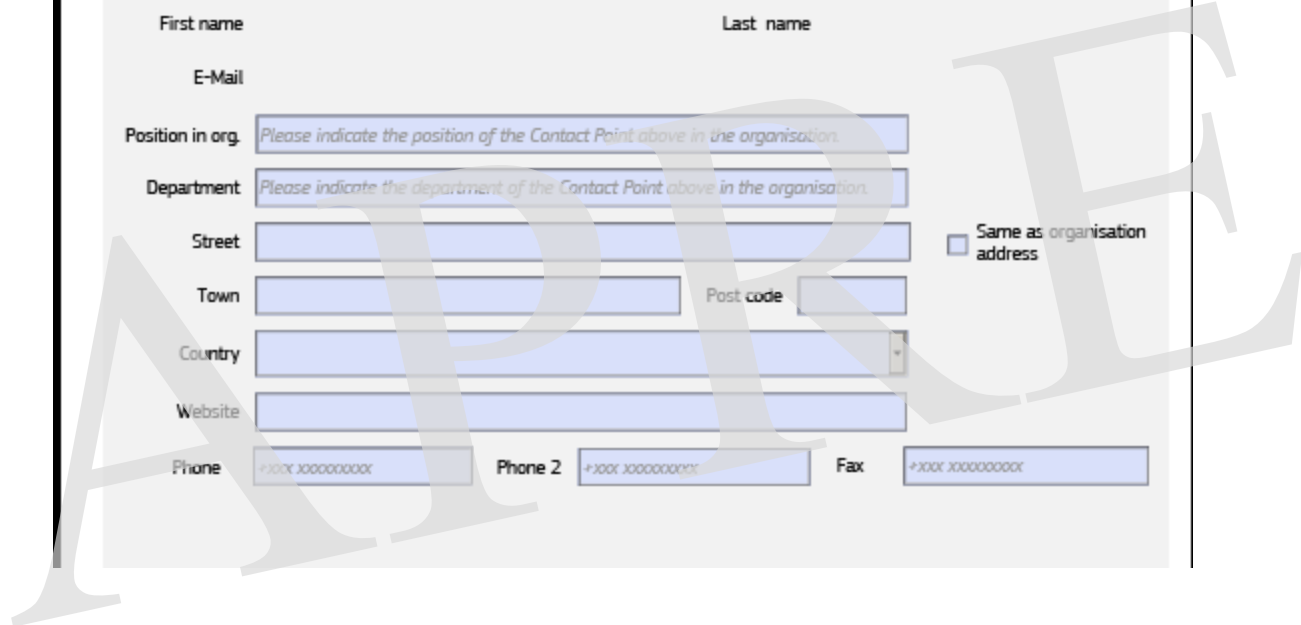 First name Last name
E-Mail
Position in org. Please indicate the position of the Contact Point above in the organisation.
Department Please indicate the department of the Contact Point above in the organisation.
Street Same as organisation
address
Town Post code
Country
Website
Phone +xxx xxxxxxxxx Phone 2 +xxx xxxxxxxxx Fax +xxx xxxxxxxxx
APRE